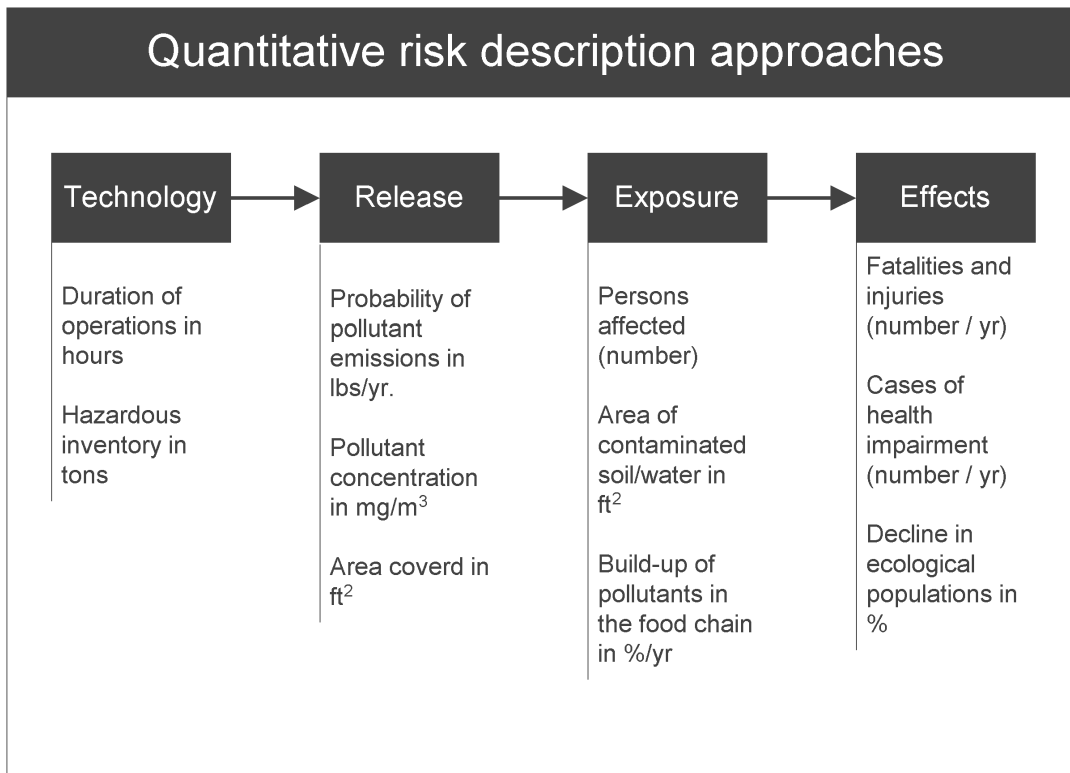 Quantitative risk description approaches
Technology
Duration of
operations in
hours
Hazardous
inventory in
tons
Release
Probability of
pollutant
emissions in
lbs/yr.
Pollutant
concentration
in mg/m³
Area coverd in
ft²
Exposure
Persons
affected
(number)
Area of
contaminated
soil/water in
ft²
Build-up of
pollutants in
the food chain
in %/yr
Effects
Fatalities and
injuries
(number / yr)
Cases of
health
impairment
(number / yr)
Decline in
ecological
populations in
%